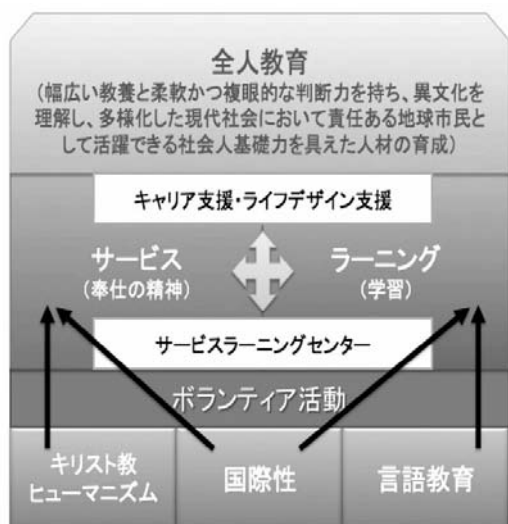 全人教育
(幅広い教養と柔軟かつ複眼的な判断力を持ち、異文化を
理解し、多様化した現代社会において責任ある地球市民と
して活躍できる社会人基礎力を具えた人材の育成)
キャリア支援・ライフデザイン支援
サービス
(奉仕の精神)
ラーニング
(学習)
サービスラーニングセンター
ボランティア活動
キリスト教
ヒューマニズム
国際性
言語教育